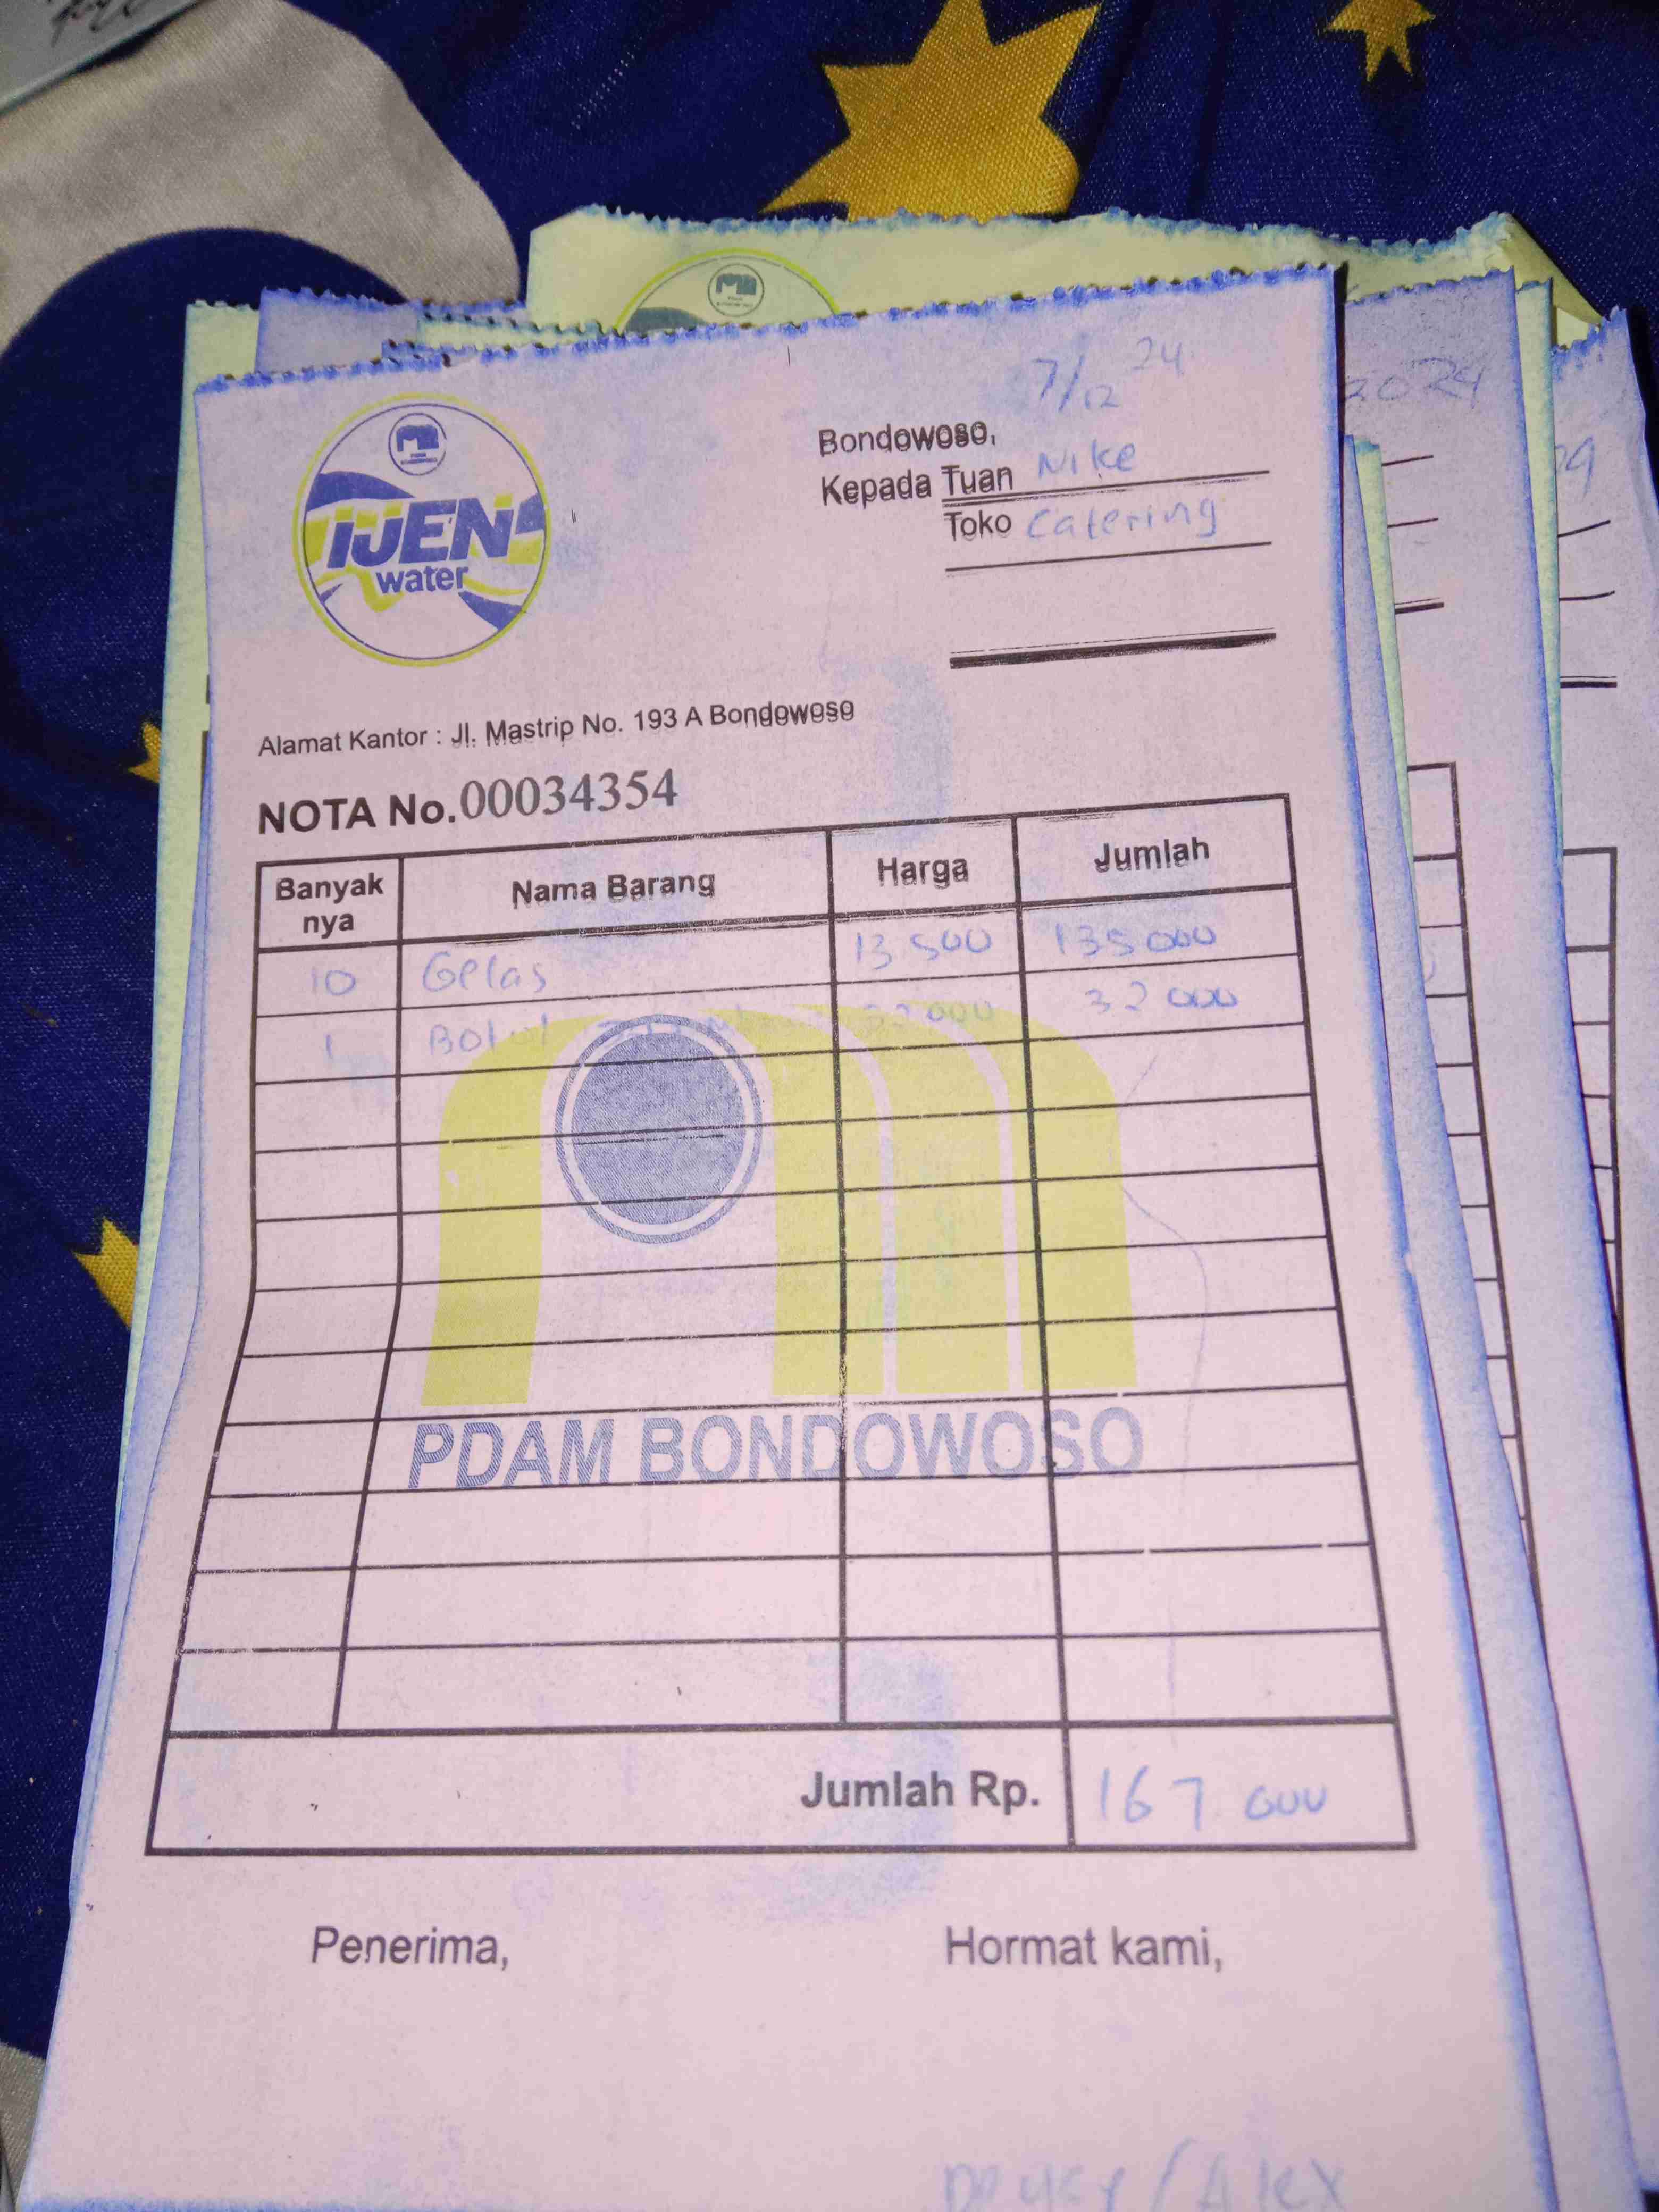 7/12 24
2024
Bondowoso,
Kepada Tuan Nike
Toko Catering
IJEN
water
Alamat Kantor : Jl. Mastrip No. 193 A Bondowoso
NOTA No.00034354
Banyak nya Nama Barang Harga Jumlah
10 Gelas 13 500 135 000
1 Botol 32 000 32 000
PDAM BONDOWOSO
Jumlah Rp. 167 000
Penerima, Hormat kami,
/ Alex